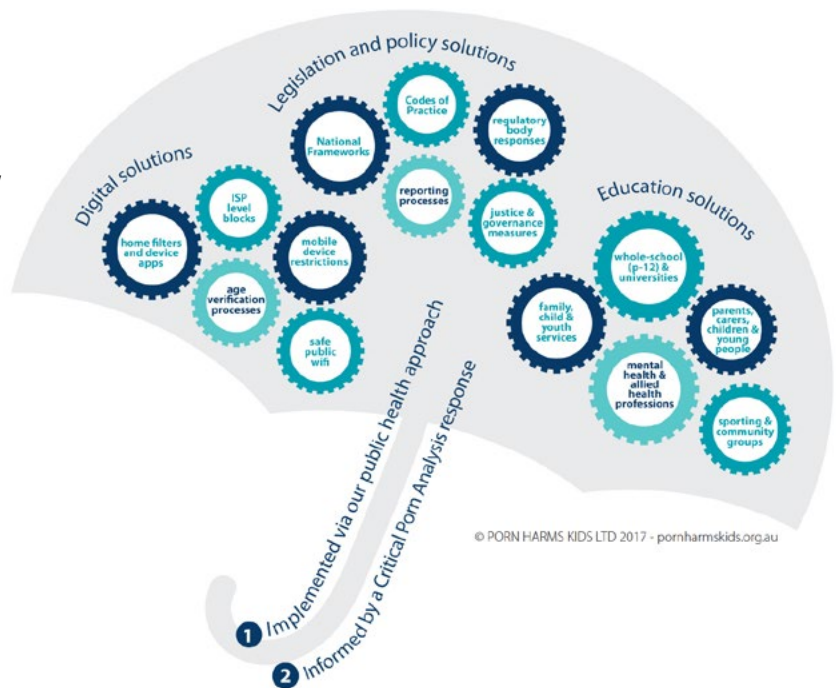 Legislation and policy solutions
Codes of
Practice
National
Frameworks
regulatory
body
responses
reporting
processes
justice &
governance
measures
Digital solutions
ISP
level
blocks
home filters
and device
apps
mobile
device
restrictions
age
verification
processes
safe
public
wifi
Education solutions
whole-school
(p-12) &
universities
family,
child &
youth
services
parents,
carers,
children &
young
people
mental
health &
allied
health
professions
sporting &
community
groups
1 Implemented via our public health approach
2 Informed by a Critical Porn Analysis response
© PORN HARMS KIDS LTD 2017 - pornharmskids.org.au